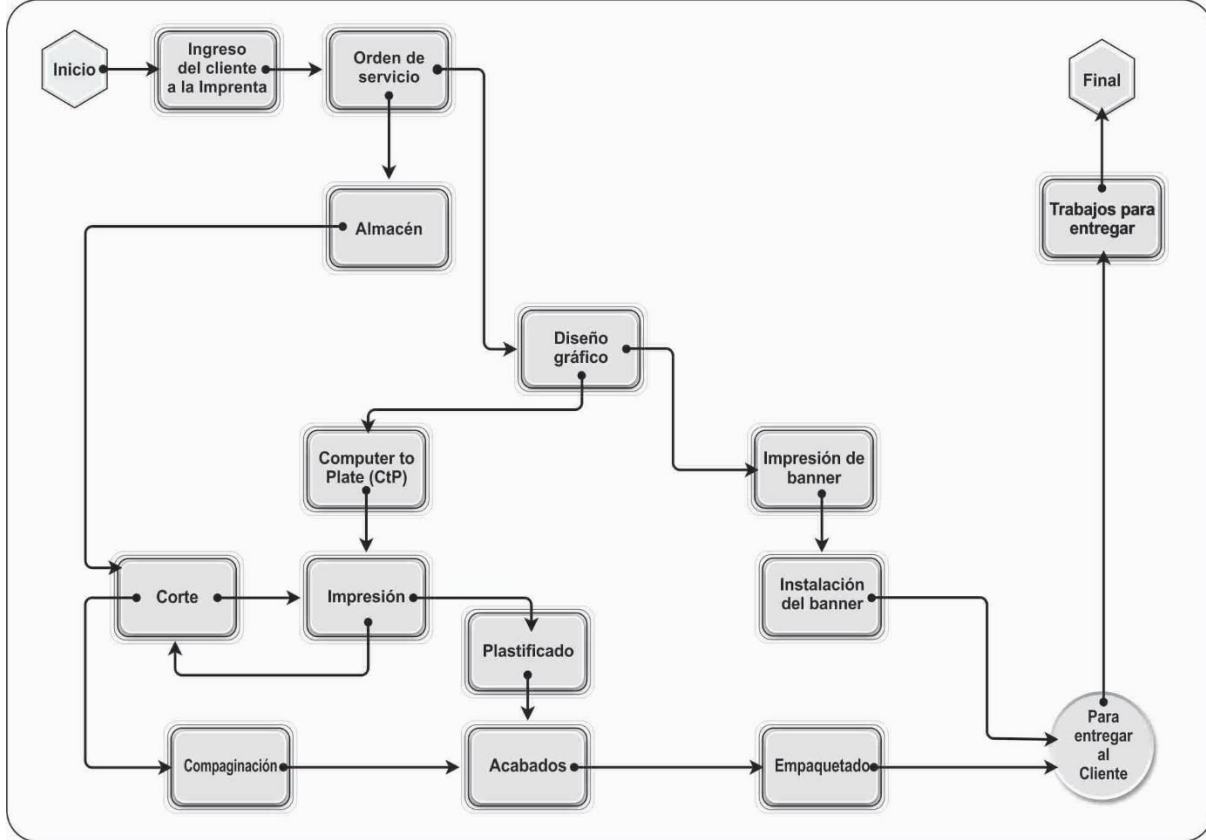 Inicio
Ingreso
del cliente
a la Imprenta
Orden de
servicio
Final
Almacén
Trabajos para
entregar
Diseño
gráfico
Computer to
Plate (CtP)
Impresión de
banner
Corte
Impresión
Instalación
del banner
Plastificado
Compaginación
Acabados
Empaquetado
Para
entregar
al
Cliente